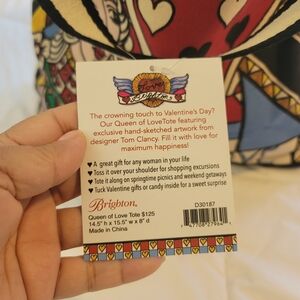 The crowning touch to Valentine's Day?
Our Queen of LoveTote featuring
exclusive hand-sketched artwork from
designer Tom Clancy. Fill it with love for
maximum happiness!
♥ A great gift for any woman in your life
♥ Toss it over your shoulder for shopping excursions
♥ Tote it along on springtime picnics and weekend getaways
♥ Tuck Valentine gifts or candy inside for a sweet surprise
Brighton.
Queen of Love Tote $125
14.5" h x 15.5" w x 8" d
Made in China
D30187